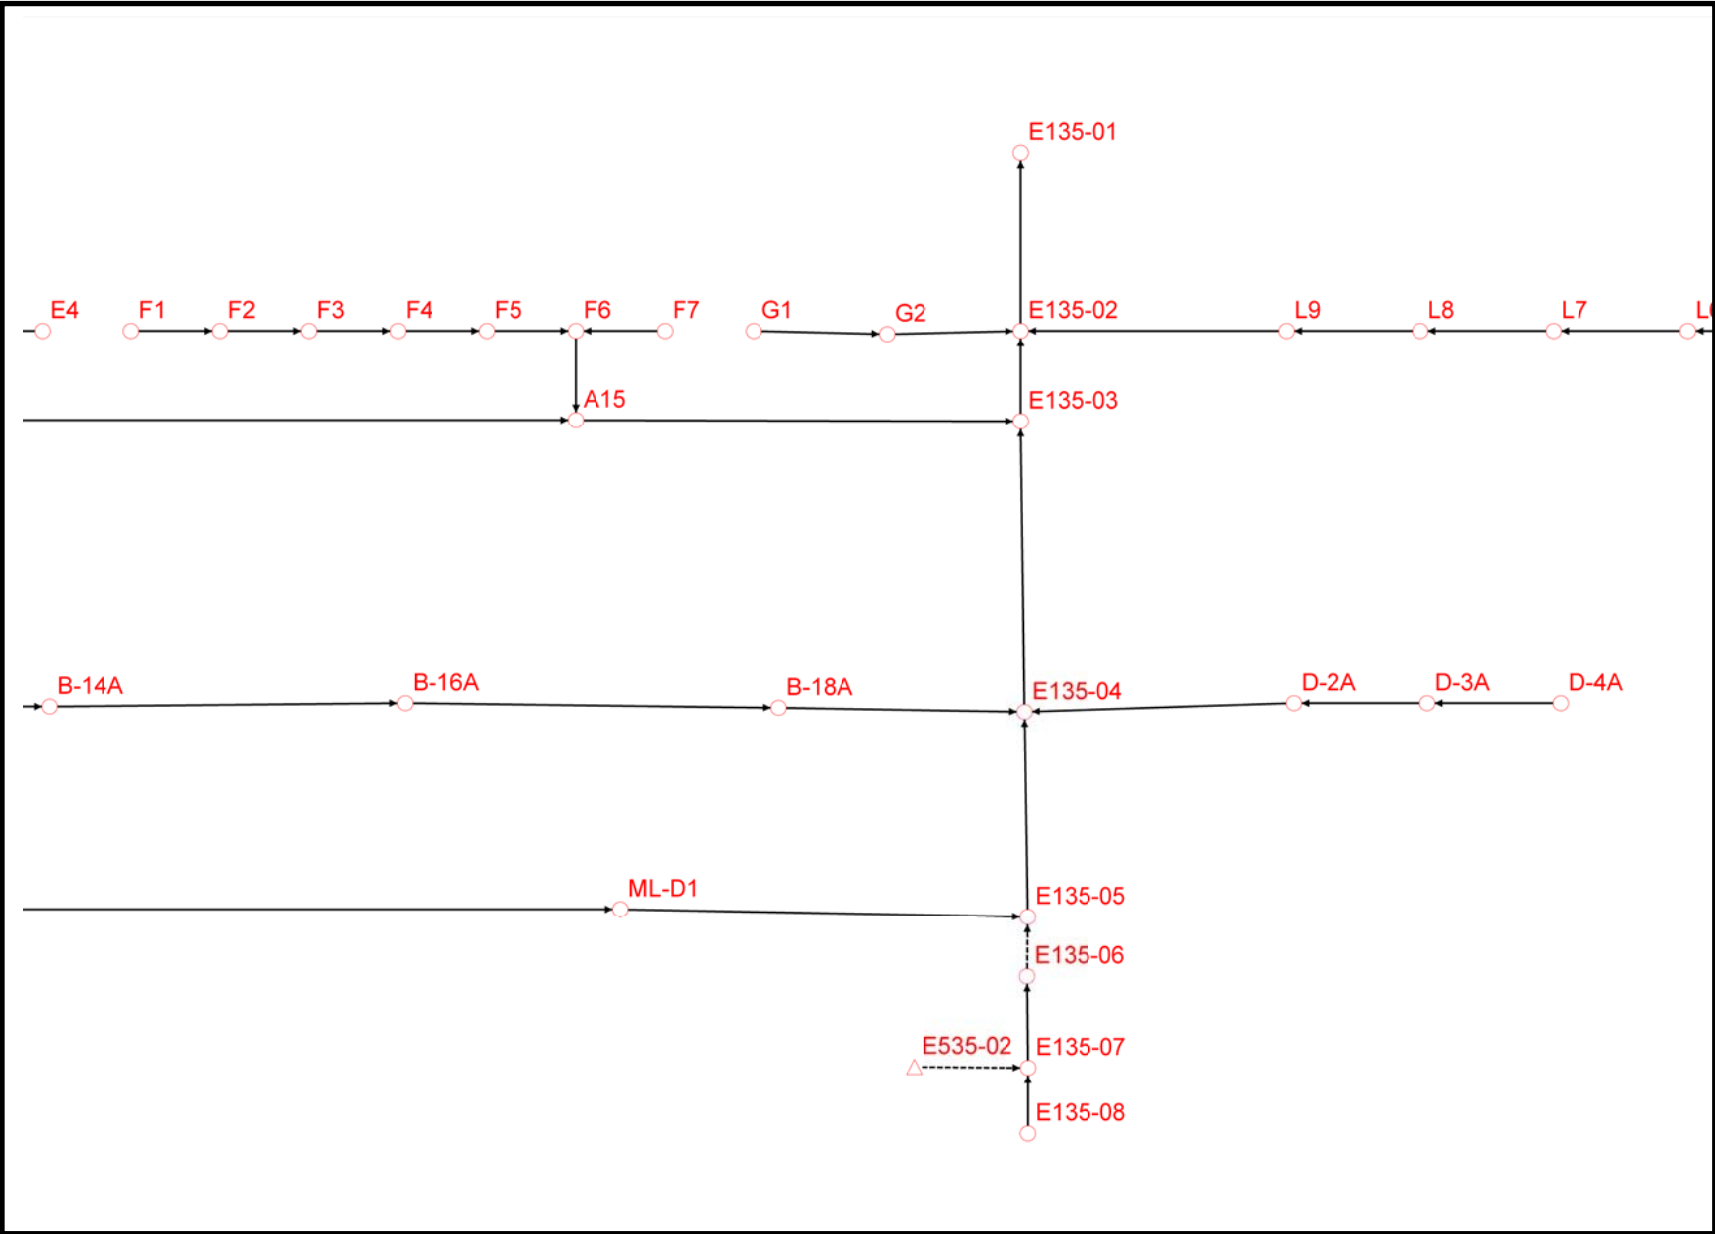 E135-01
E4 F1 F2 F3 F4 F5 F6 F7 G1 G2 E135-02 L9 L8 L7
A15 E135-03
B-14A B-16A B-18A E135-04 D-2A D-3A D-4A
ML-D1 E135-05
E135-06
E535-02 E135-07
E135-08